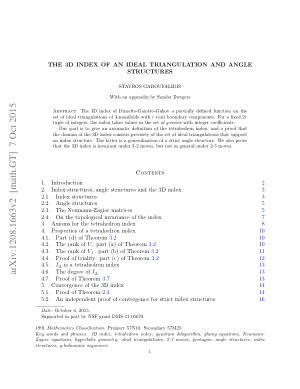 arXiv:1208.1663v2 [math.GT] 7 Oct 2015
THE 3D INDEX OF AN IDEAL TRIANGULATION AND ANGLE
STRUCTURES
STAVROS GAROUFALIDIS
With an appendix by Sander Zwegers
Abstract. The 3D index of Dimofte-Gaiotto-Gukov a partially defined function on the
set of ideal triangulations of 3-manifolds with r torii boundary components. For a fixed 2r
tuple of integers, the index takes values in the set of q-series with integer coefficients.
Our goal is to give an axiomatic definition of the tetrahedron index, and a proof that
the domain of the 3D index consists precisely of the set of ideal triangulations that support
an index structure. The latter is a generalization of a strict angle structure. We also prove
that the 3D index is invariant under 3-2 moves, but not in general under 2-3 moves.
Contents
1. Introduction 2
2. Index structures, angle structures and the 3D index 3
2.1. Index structures 3
2.2. Angle structures 5
2.3. The Neumann-Zagier matrices 5
2.4. On the topological invariance of the index 7
3. Axioms for the tetrahedron index 8
4. Properties of a tetrahedron index 10
4.1. Part (d) of Theorem 3.2 10
4.2. The rank of V: part (a) of Theorem 3.2 10
4.3. The rank of V₊: part (b) of Theorem 3.2 11
4.4. Proof of triality: part (c) of Theorem 3.2 12
4.5. I_Δ is a tetrahedron index 13
4.6. The degree of I_Δ 13
4.7. Proof of Theorem 3.7 13
5. Convergence of the 3D index 14
5.1. Proof of Theorem 2.4 14
5.2. An independent proof of convergence for strict index structures 16
Date: October 6, 2015.
Supported in part by NSF grant DMS-11-05678.
1991 Mathematics Classification. Primary 57N10. Secondary 57M25.
Key words and phrases: 3D index, tetrahedron index, quantum dilogarithm, gluing equations, Neumann-
Zagier equations, hyperbolic geometry, ideal triangulations, 2-3 moves, pentagon, angle structures, index
structures, q-holonomic sequences.
1